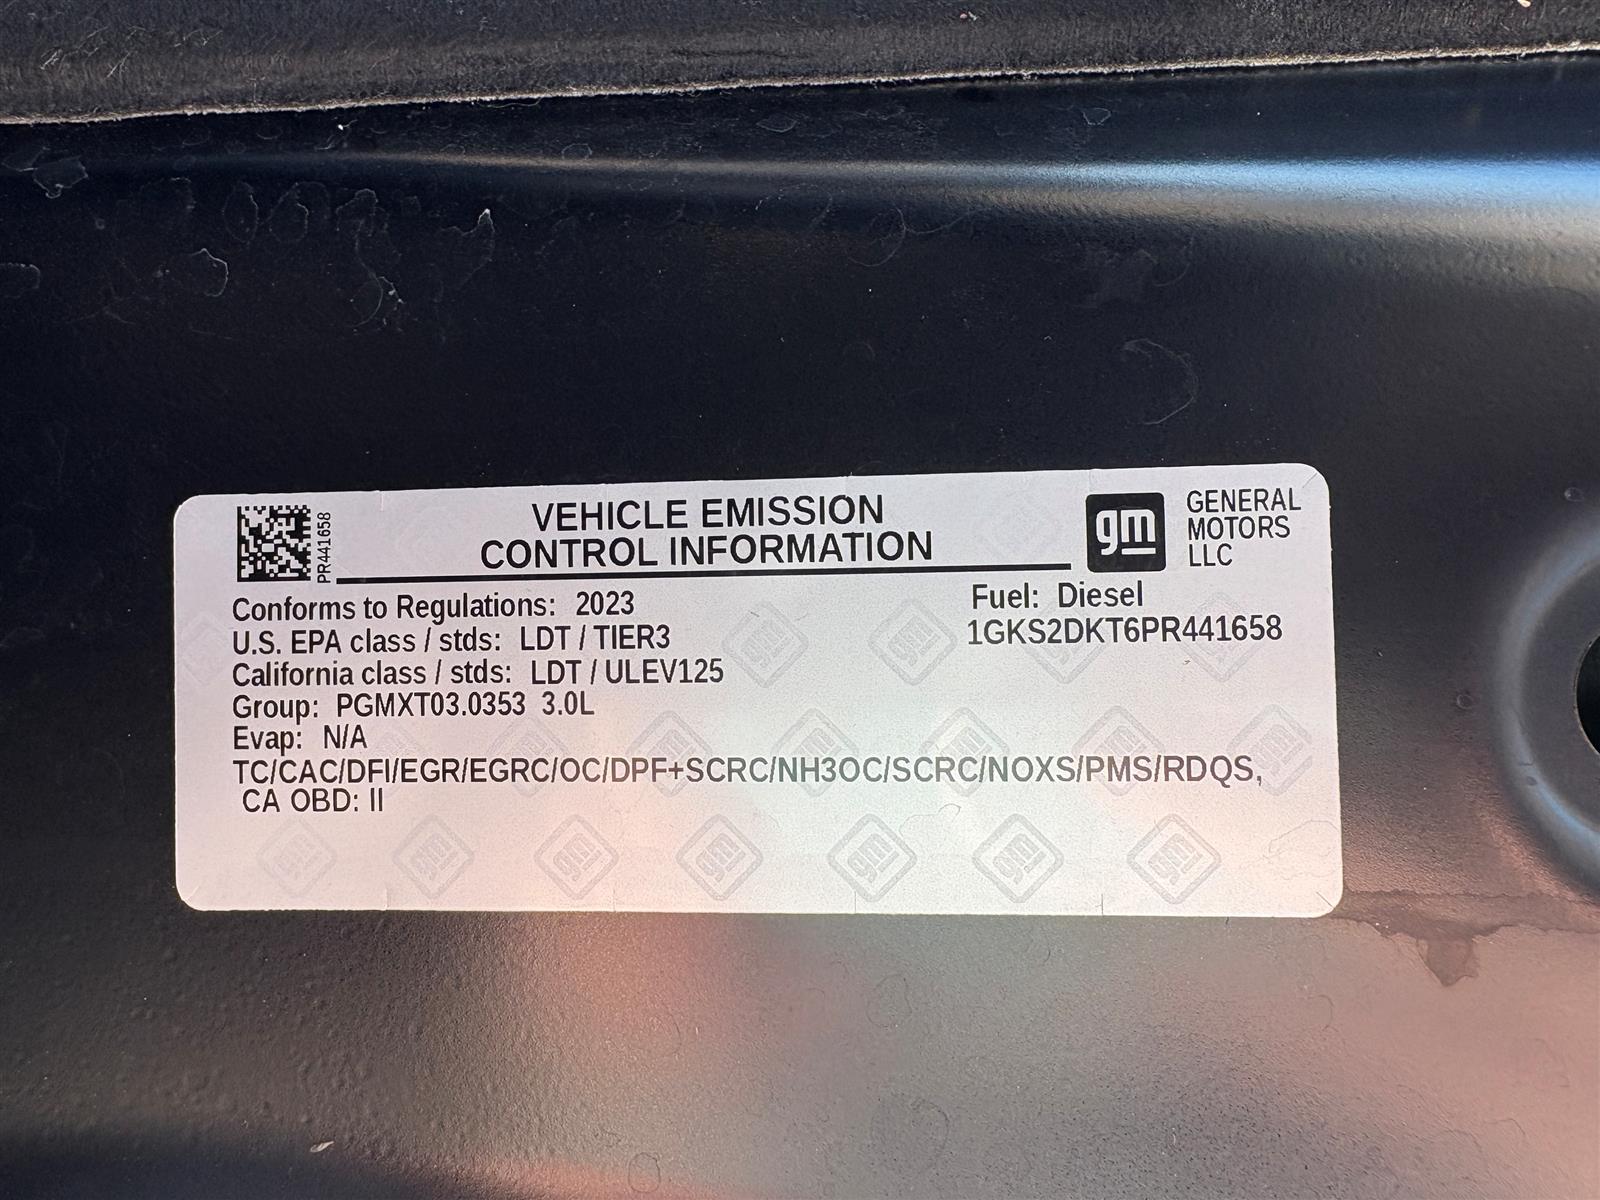 PR441658
VEHICLE EMISSION
CONTROL INFORMATION
gm
GENERAL
MOTORS
LLC
Conforms to Regulations: 2023
U.S. EPA class / stds: LDT / TIER3
California class / stds: LDT / ULEV125
Group: PGMXT03.0353 3.0L
Evap: N/A
Fuel: Diesel
1GKS2DKT6PR441658
TC/CAC/DFI/EGR/EGRC/OC/DPF+SCRC/NH3OC/SCRC/NOXS/PMS/RDQS,
CA OBD: II